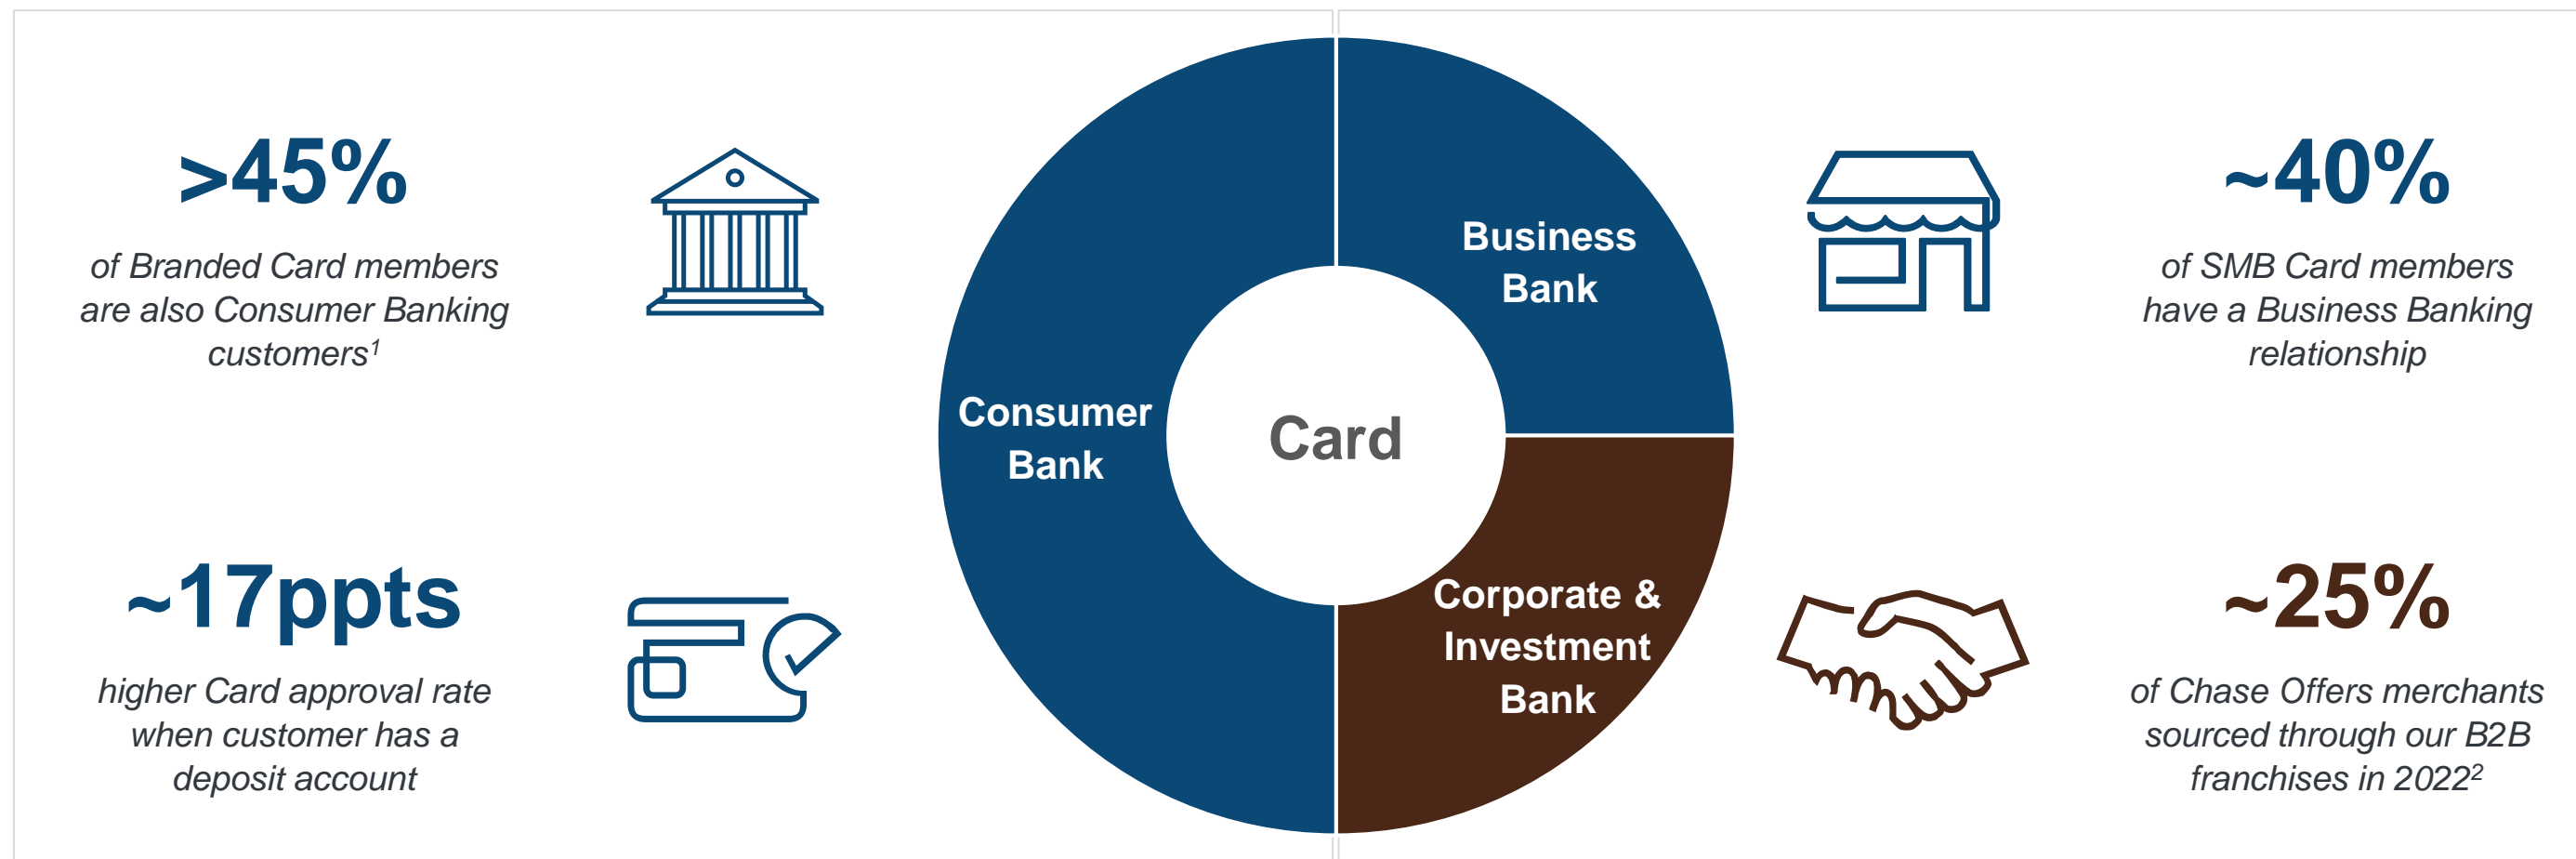 >45%
of Branded Card members
are also Consumer Banking
customers1
~17ppts
higher Card approval rate
when customer has a
deposit account
Consumer
Bank
Card
Business
Bank
Corporate &
Investment
Bank
~40%
of SMB Card members
have a Business Banking
relationship
~25%
of Chase Offers merchants
sourced through our B2B
franchises in 20222